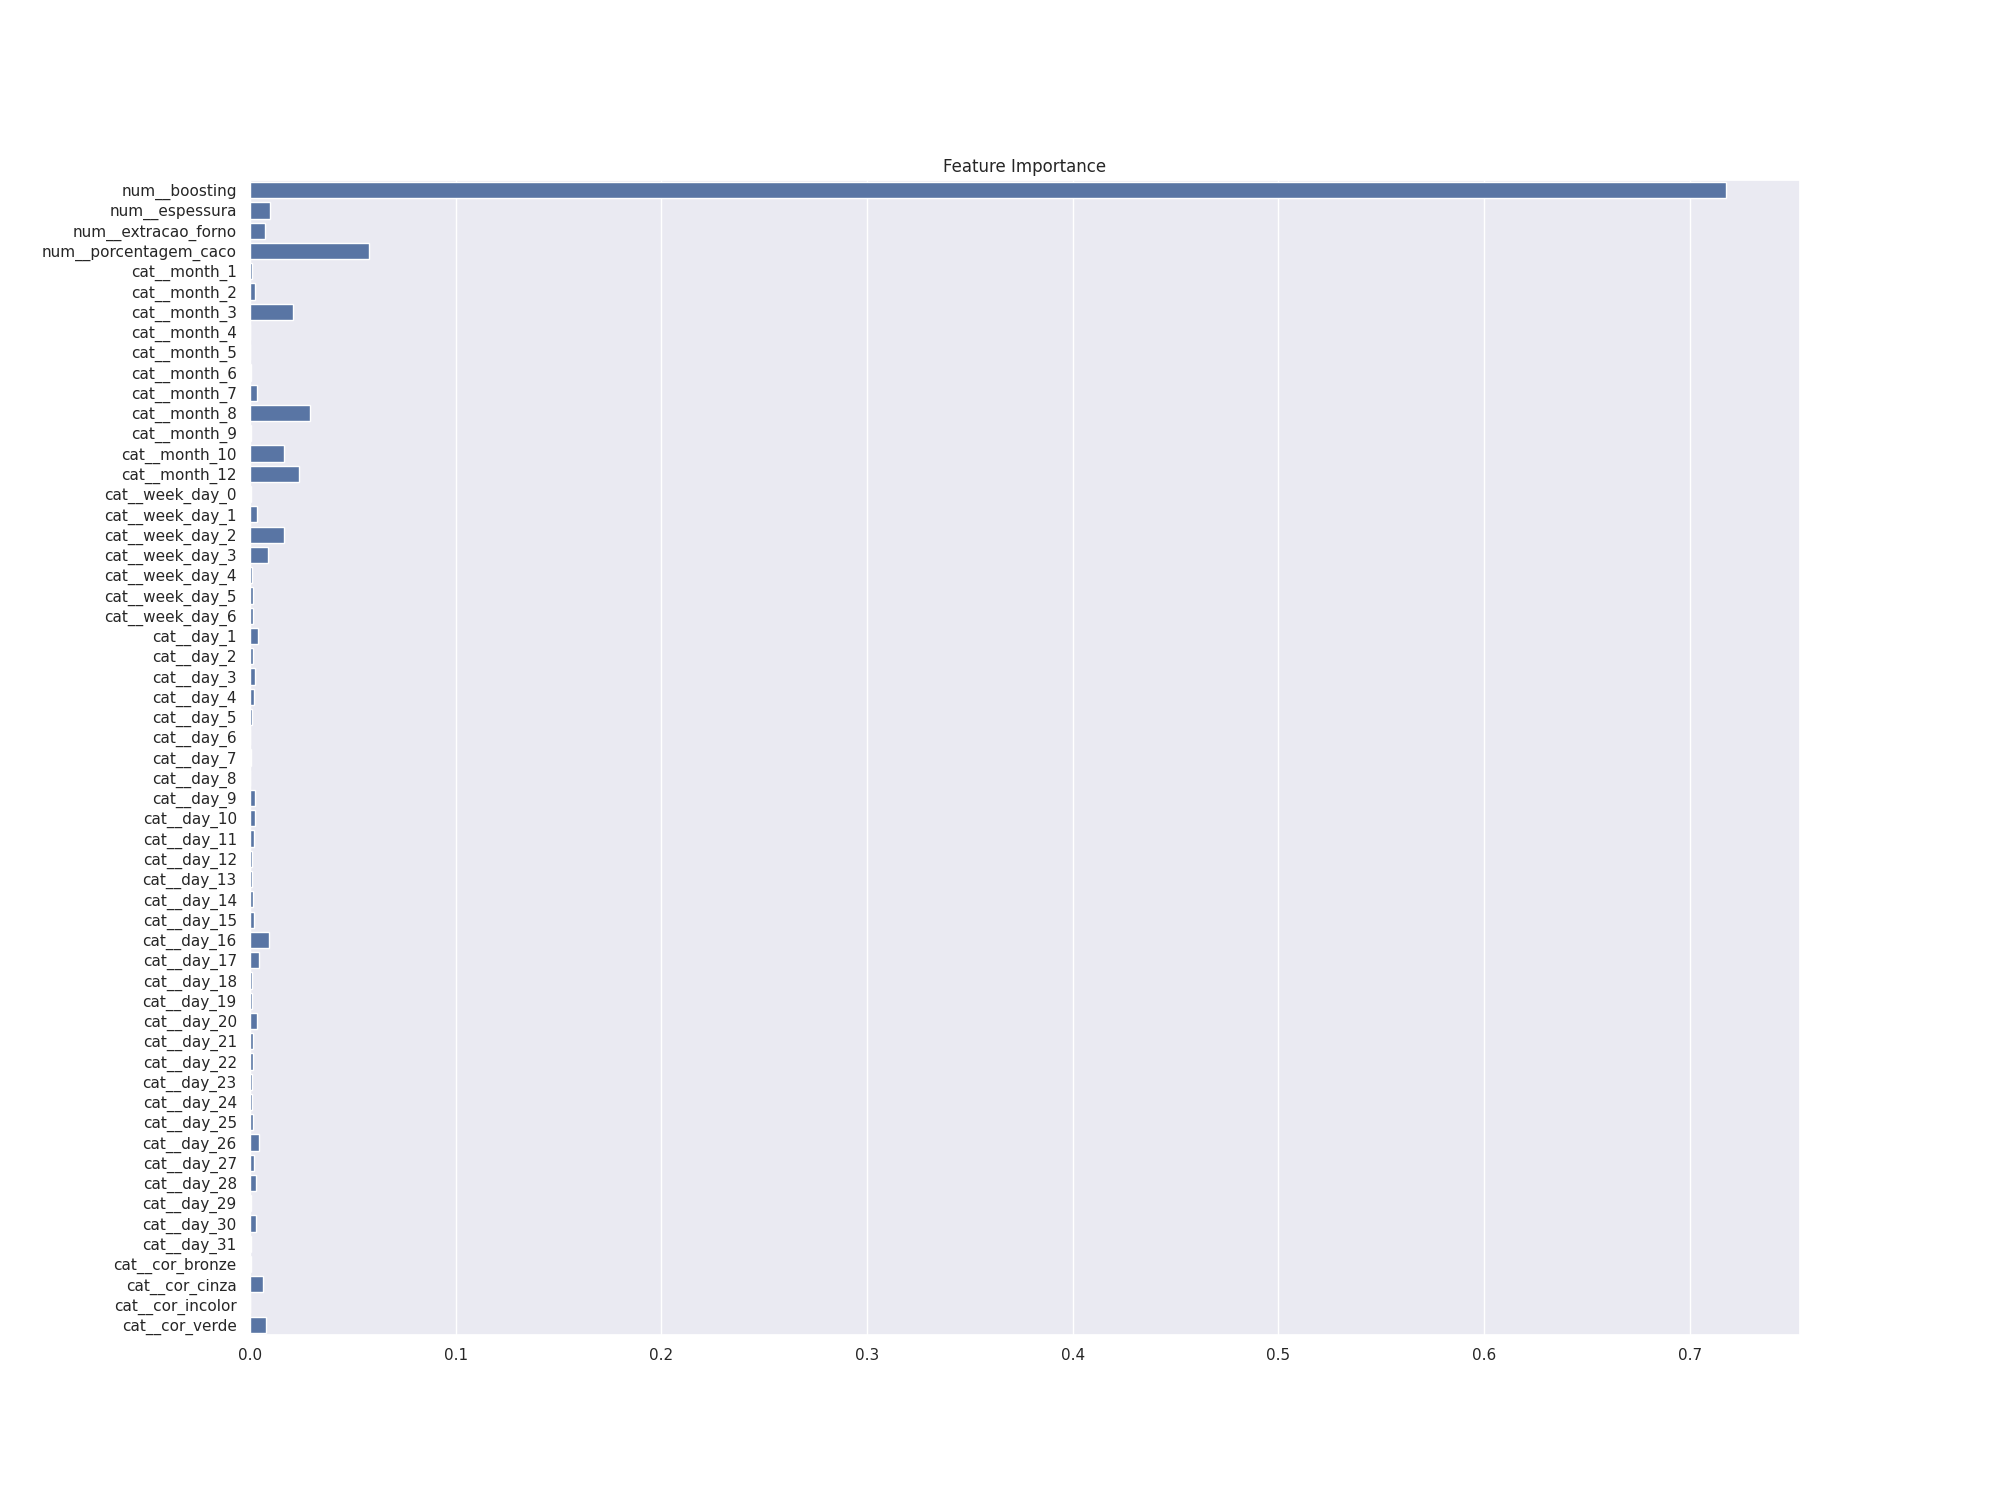 Feature Importance
num__boosting
num__espessura
num__extracao_forno
num__porcentagem_caco
cat__month_1
cat__month_2
cat__month_3
cat__month_4
cat__month_5
cat__month_6
cat__month_7
cat__month_8
cat__month_9
cat__month_10
cat__month_12
cat__week_day_0
cat__week_day_1
cat__week_day_2
cat__week_day_3
cat__week_day_4
cat__week_day_5
cat__week_day_6
cat__day_1
cat__day_2
cat__day_3
cat__day_4
cat__day_5
cat__day_6
cat__day_7
cat__day_8
cat__day_9
cat__day_10
cat__day_11
cat__day_12
cat__day_13
cat__day_14
cat__day_15
cat__day_16
cat__day_17
cat__day_18
cat__day_19
cat__day_20
cat__day_21
cat__day_22
cat__day_23
cat__day_24
cat__day_25
cat__day_26
cat__day_27
cat__day_28
cat__day_29
cat__day_30
cat__day_31
cat__cor_bronze
cat__cor_cinza
cat__cor_incolor
cat__cor_verde
0.0 0.1 0.2 0.3 0.4 0.5 0.6 0.7